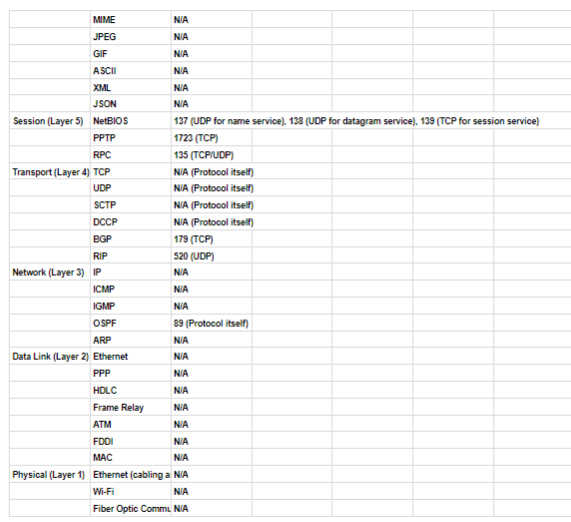 MIME N/A
JPEG N/A
GIF N/A
ASCII N/A
XML N/A
JSON N/A
Session (Layer 5) NetBIOS 137 (UDP for name service), 138 (UDP for datagram service), 139 (TCP for session service)
PPTP 1723 (TCP)
RPC 135 (TCP/UDP)
Transport (Layer 4) TCP N/A (Protocol itself)
UDP N/A (Protocol itself)
SCTP N/A (Protocol itself)
DCCP N/A (Protocol itself)
BGP 179 (TCP)
RIP 520 (UDP)
Network (Layer 3) IP N/A
ICMP N/A
IGMP N/A
OSPF 89 (Protocol itself)
ARP N/A
Data Link (Layer 2) Ethernet N/A
PPP N/A
HDLC N/A
Frame Relay N/A
ATM N/A
FDDI N/A
MAC N/A
Physical (Layer 1) Ethernet (cabling a N/A
Wi-Fi N/A
Fiber Optic Commu N/A